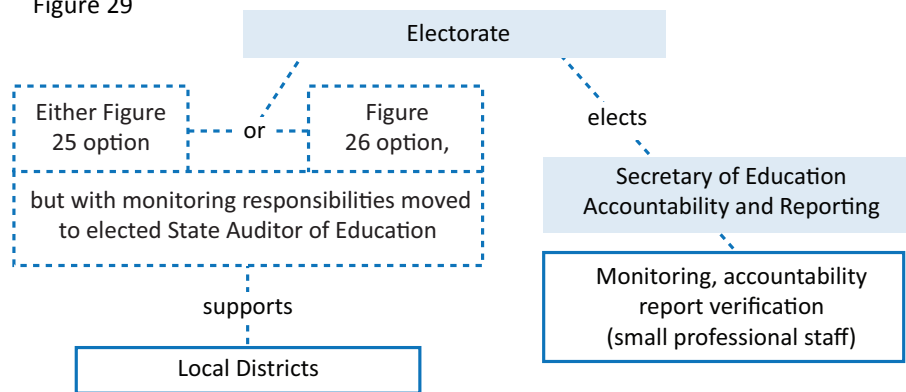 Figure 29
Electorate
Either Figure
25 option
or
Figure
26 option,
but with monitoring responsibilities moved
to elected State Auditor of Education
supports
Local Districts
elects
Secretary of Education
Accountability and Reporting
Monitoring, accountability
report verification
(small professional staff)